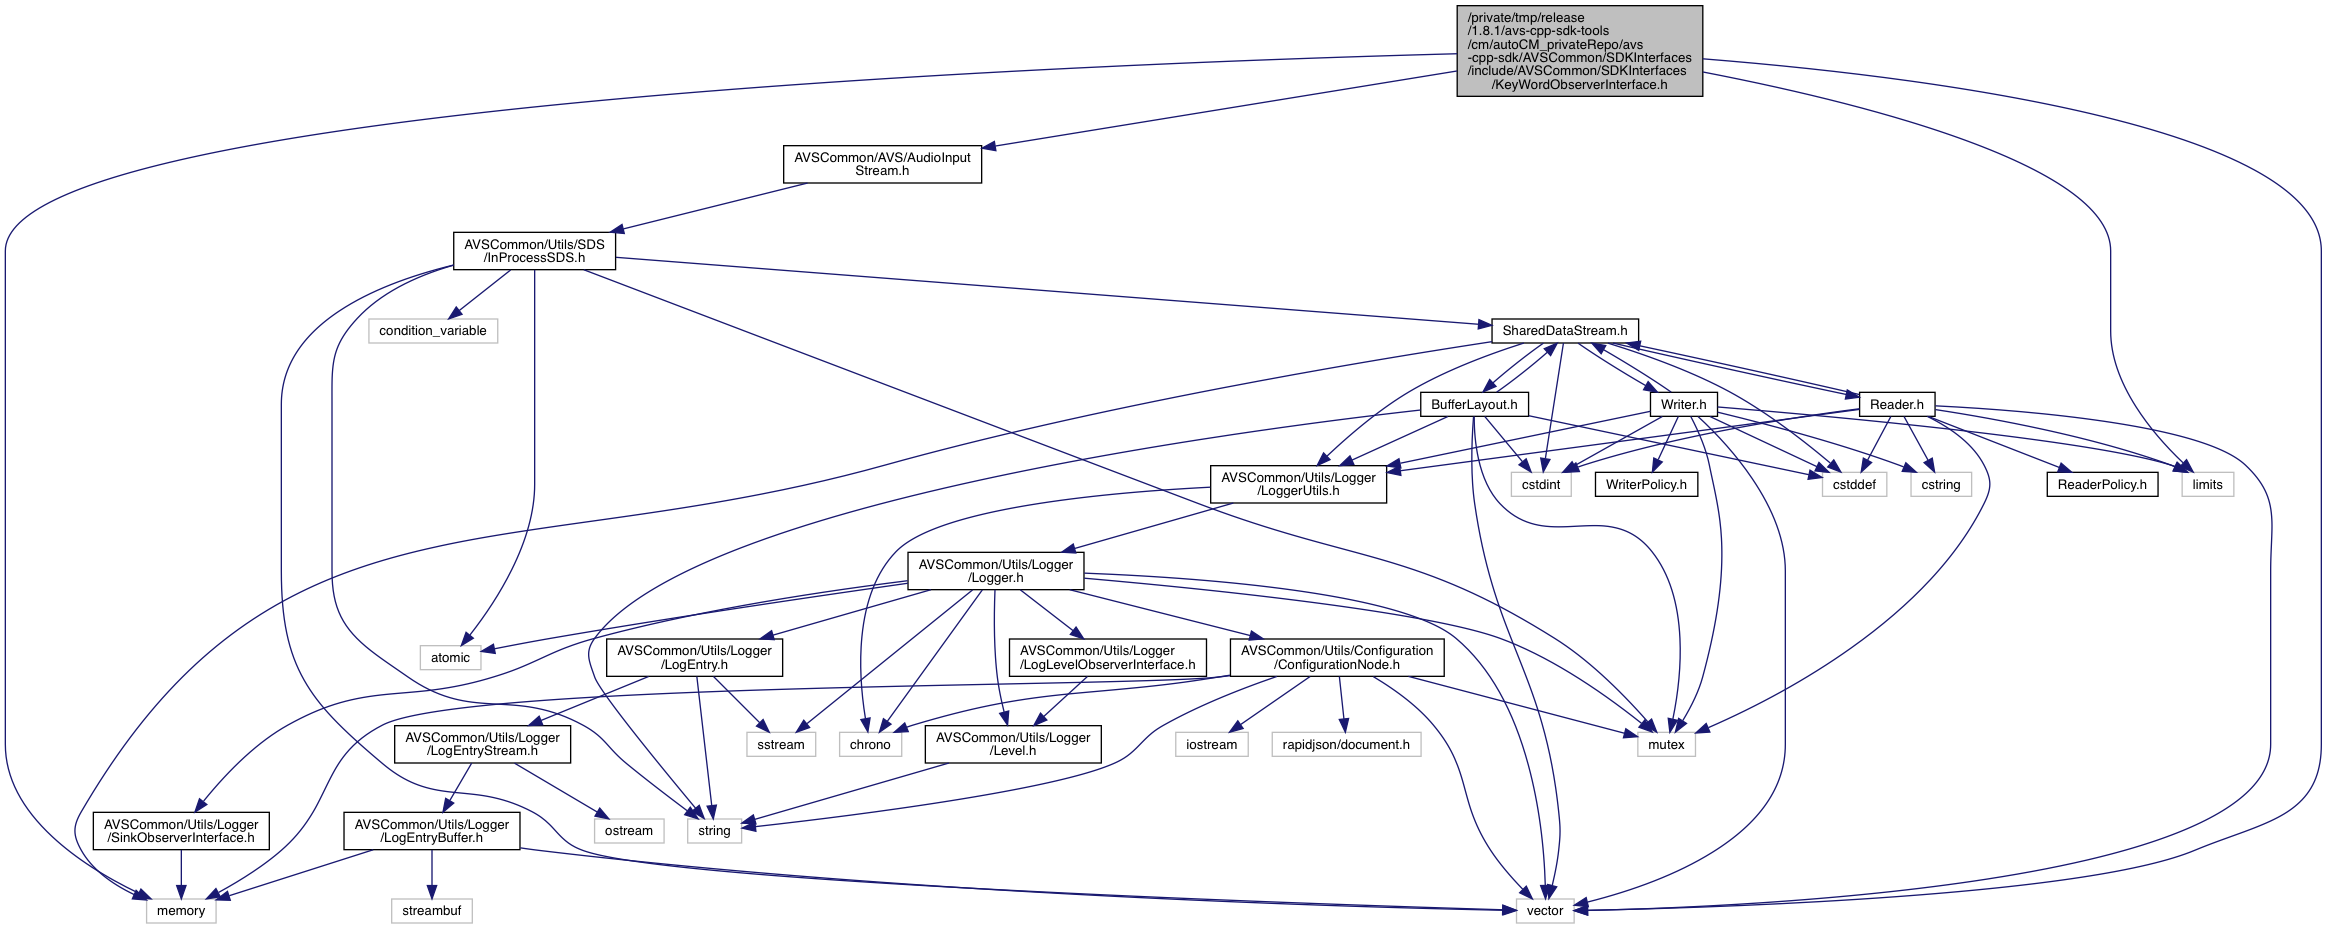 /private/tmp/release
/1.8.1/avs-cpp-sdk-tools
/cm/autoCM_privateRepo/avs
-cpp-sdk/AVSCommon/SDKInterfaces
/include/AVSCommon/SDKInterfaces
/KeyWordObserverInterface.h
AVSCommon/AVS/AudioInput
Stream.h
AVSCommon/Utils/SDS
/InProcessSDS.h
condition_variable
SharedDataStream.h
BufferLayout.h
Writer.h
Reader.h
AVSCommon/Utils/Logger
/LoggerUtils.h
cstdint
WriterPolicy.h
cstddef
cstring
ReaderPolicy.h
limits
AVSCommon/Utils/Logger
/Logger.h
atomic
AVSCommon/Utils/Logger
/LogEntry.h
AVSCommon/Utils/Logger
/LogLevelObserverInterface.h
AVSCommon/Utils/Configuration
/ConfigurationNode.h
AVSCommon/Utils/Logger
/LogEntryStream.h
sstream
chrono
AVSCommon/Utils/Logger
/Level.h
iostream
rapidjson/document.h
mutex
AVSCommon/Utils/Logger
/SinkObserverInterface.h
AVSCommon/Utils/Logger
/LogEntryBuffer.h
ostream
string
memory
streambuf
vector